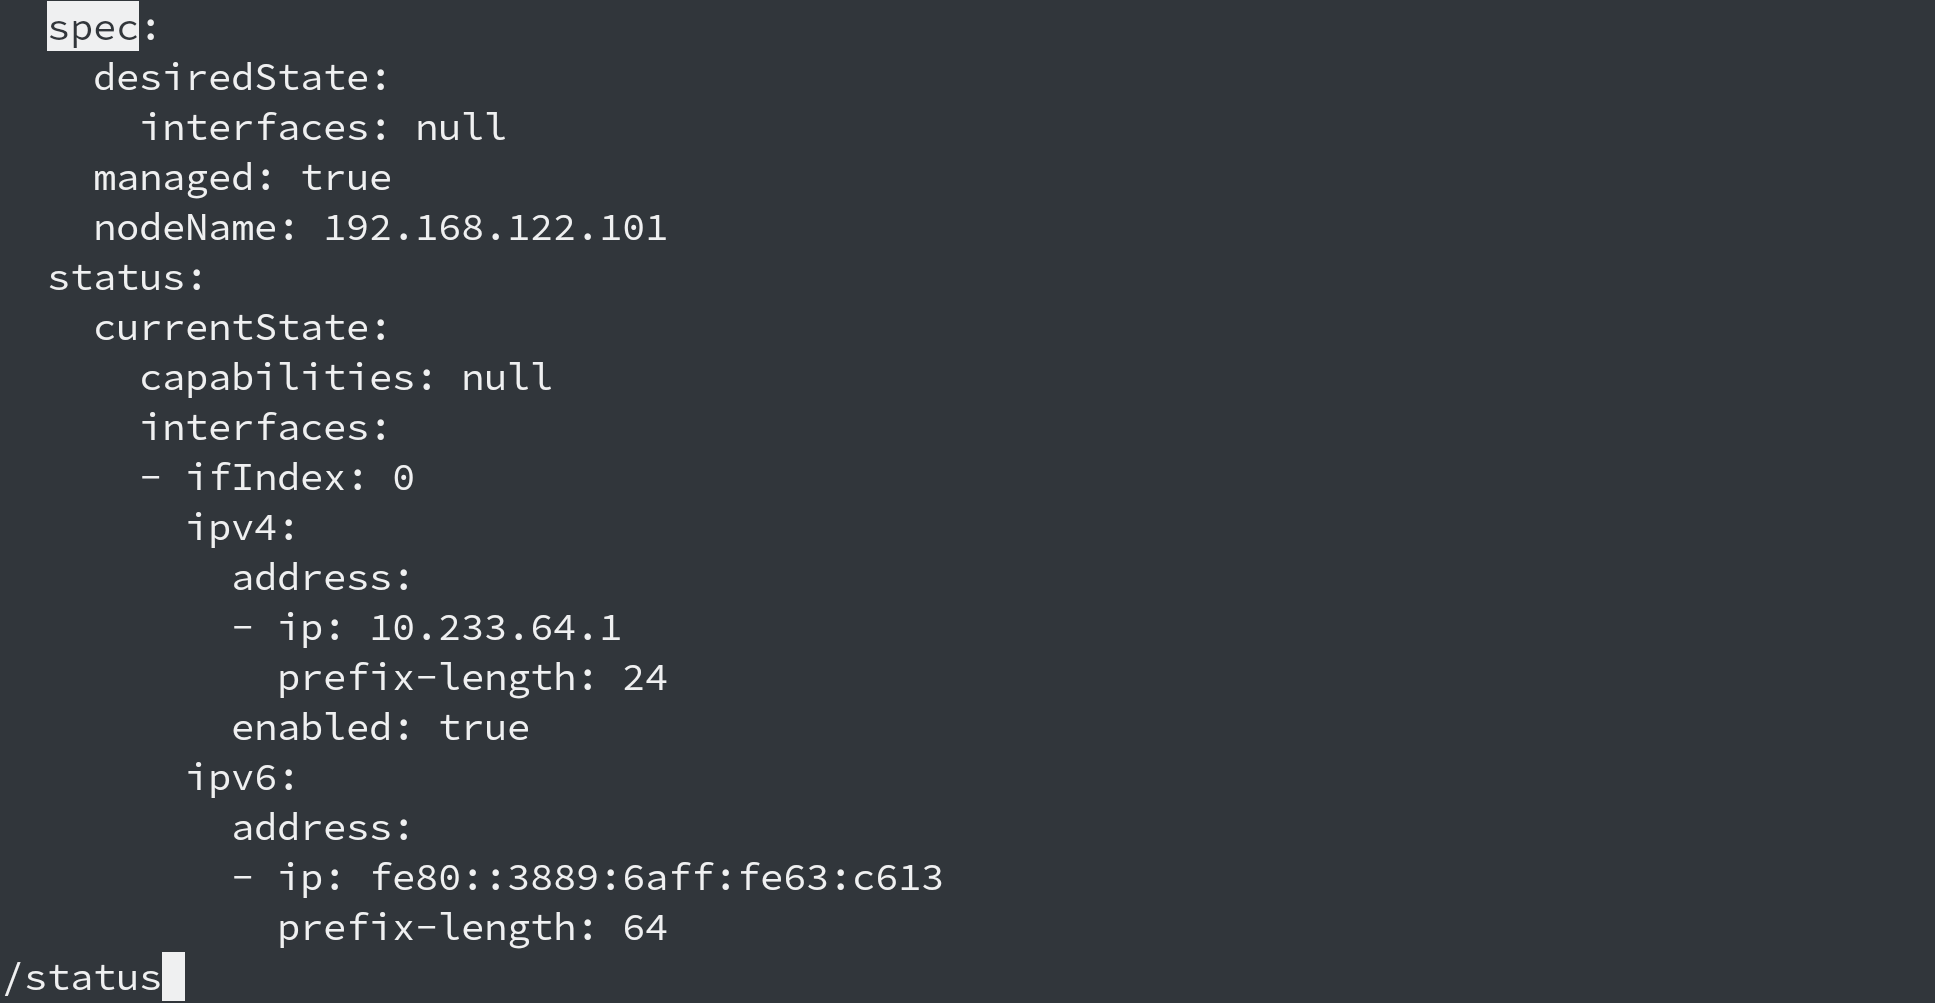 spec:
desiredState:
interfaces: null
managed: true
nodeName: 192.168.122.101
status:
currentState:
capabilities: null
interfaces:
- ifIndex: 0
ipv4:
address:
- ip: 10.233.64.1
prefix-length: 24
enabled: true
ipv6:
address:
- ip: fe80::3889:6aff:fe63:c613
prefix-length: 64
/status